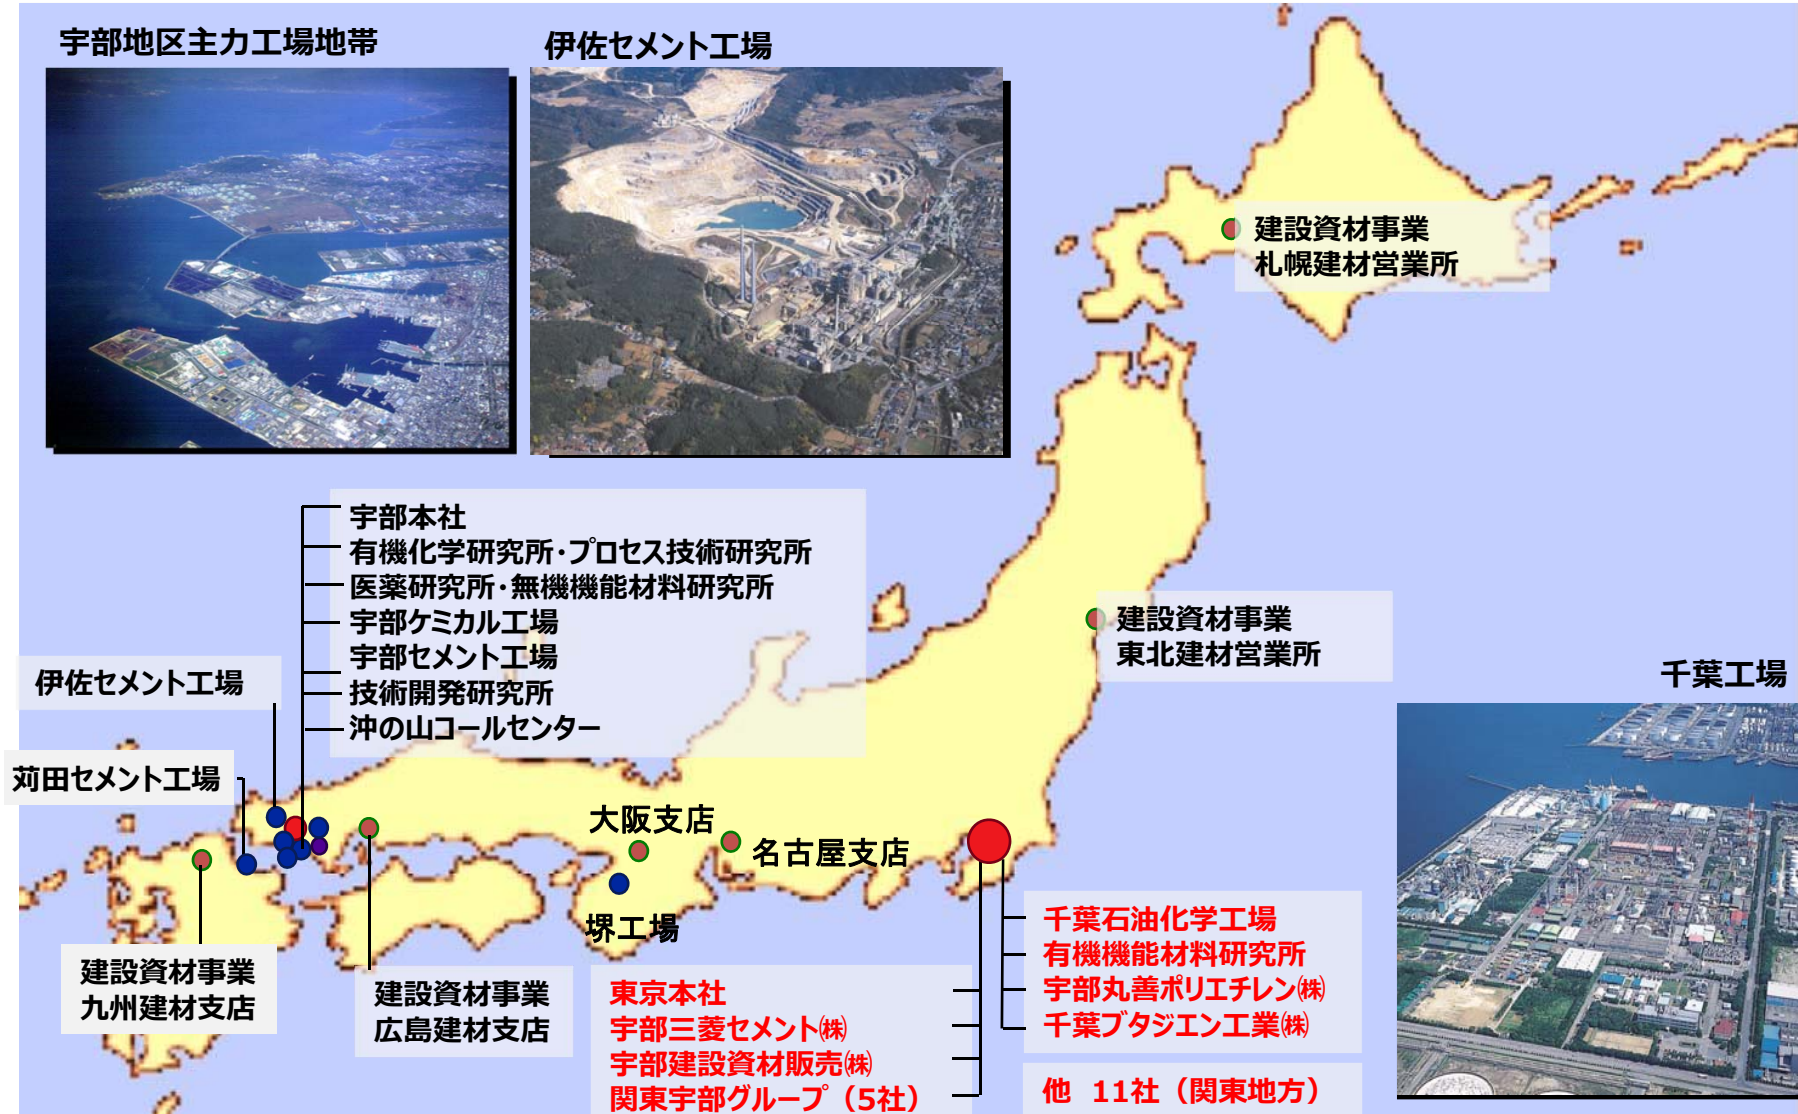 宇部地区主力工場地帯
伊佐セメント工場
建設資材事業
札幌建材営業所
宇部本社
有機化学研究所・プロセス技術研究所
医薬研究所・無機機能材料研究所
宇部ケミカル工場
宇部セメント工場
技術開発研究所
沖の山コールセンター
建設資材事業
東北建材営業所
伊佐セメント工場
千葉工場
苅田セメント工場
大阪支店
名古屋支店
堺工場
建設資材事業
九州建材支店
建設資材事業
広島建材支店
東京本社
宇部三菱セメント㈱
宇部建設資材販売㈱
関東宇部グループ（5社）
千葉石油化学工場
有機機能材料研究所
宇部丸善ポリエチレン㈱
千葉ブタジエン工業㈱
他 11社（関東地方）